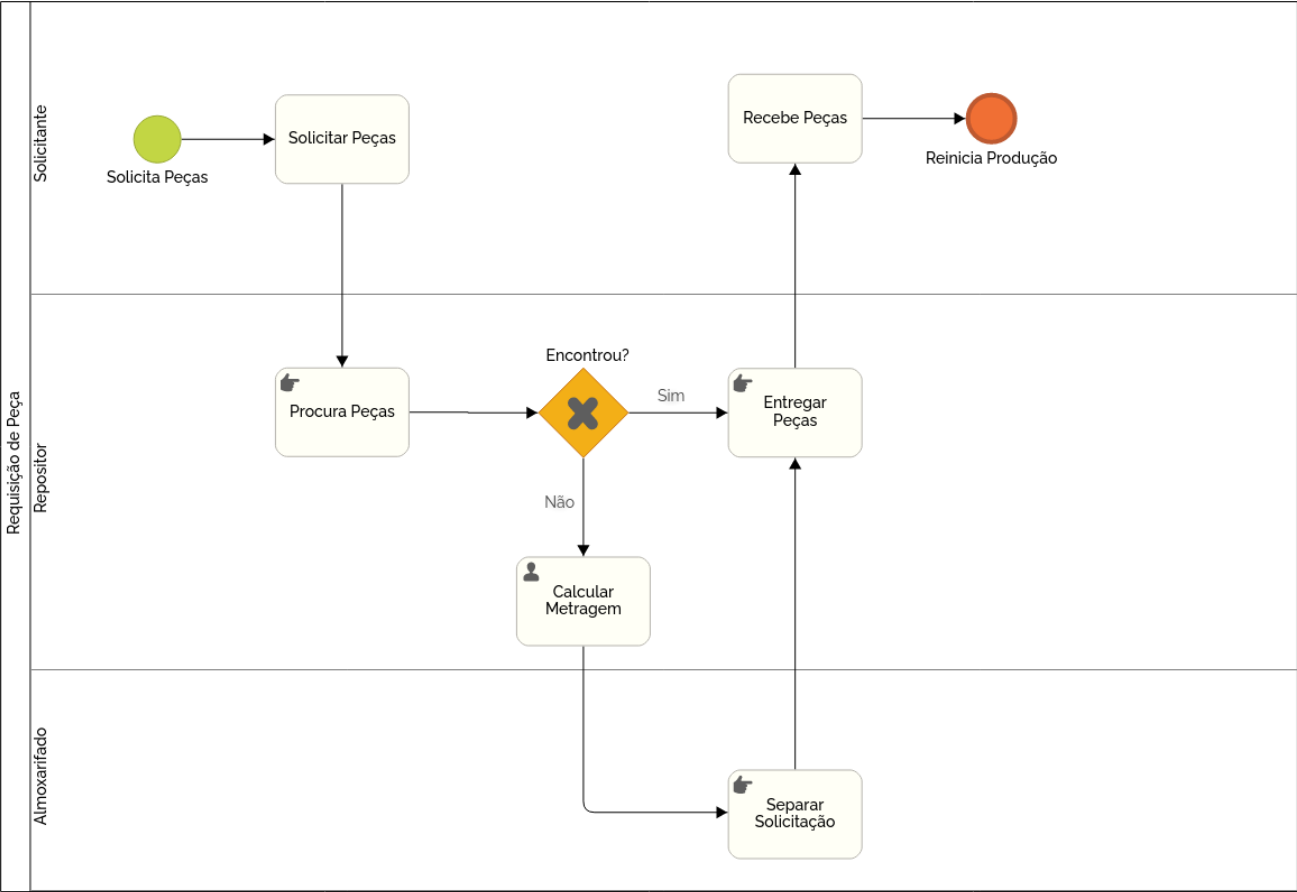 Requisição de Peça
Solicitante
Solicita Peças
Solicitar Peças
Recebe Peças
Reinicia Produção
Repositor
Procura Peças
Encontrou?
Sim
Não
Entregar
Peças
Calcular
Metragem
Almoxarifado
Separar
Solicitação